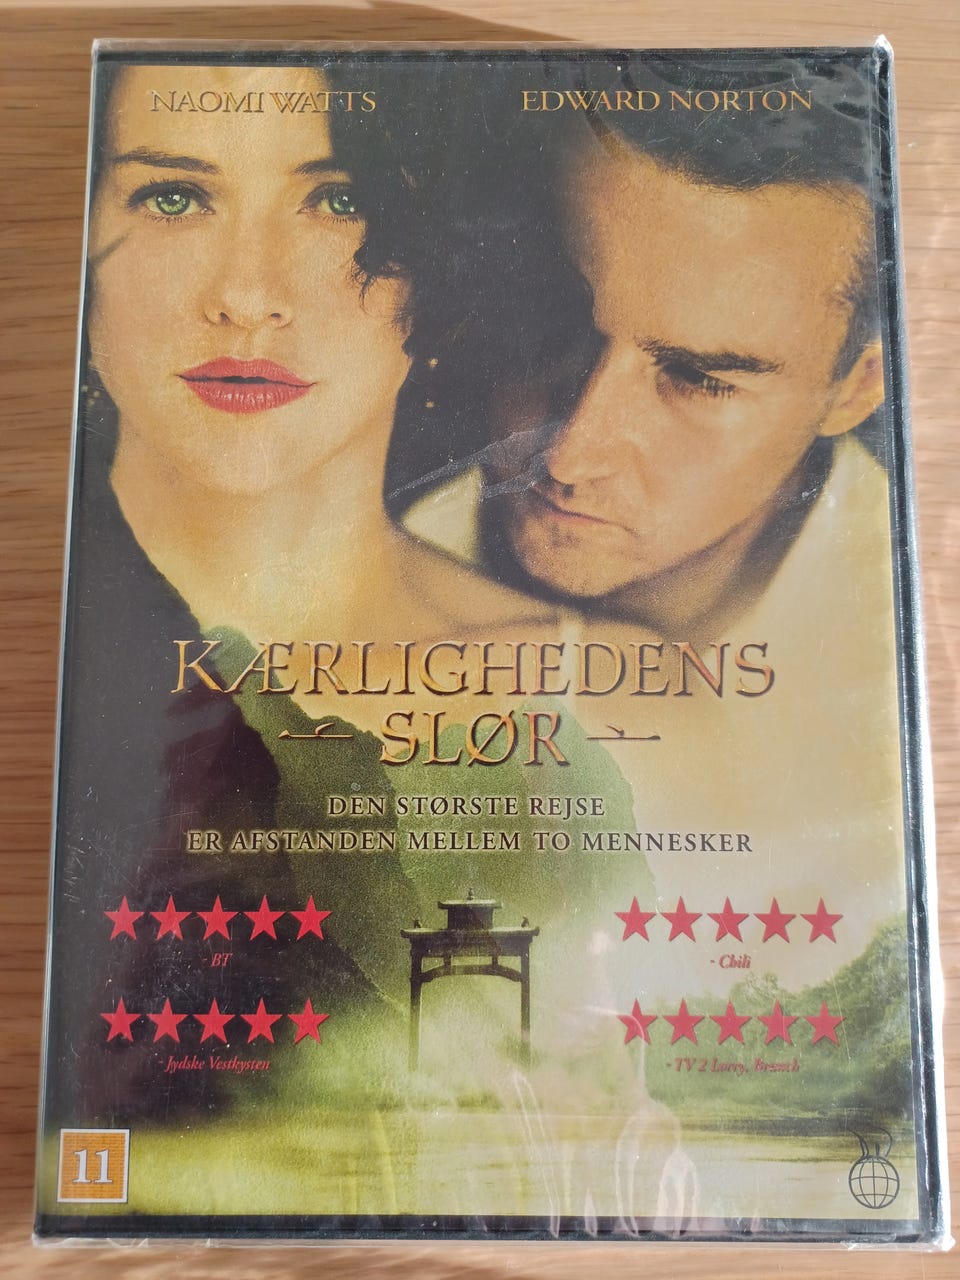 NAOMI WATTS
EDWARD NORTON
KÆRLIGHEDENS
SLØR
DEN STØRSTE REJSE
ER AFSTANDEN MELLEM TO MENNESKER
- BT
- Chili
- Jydske Vestkysten
- TV 2 Lorry, Brunch
11